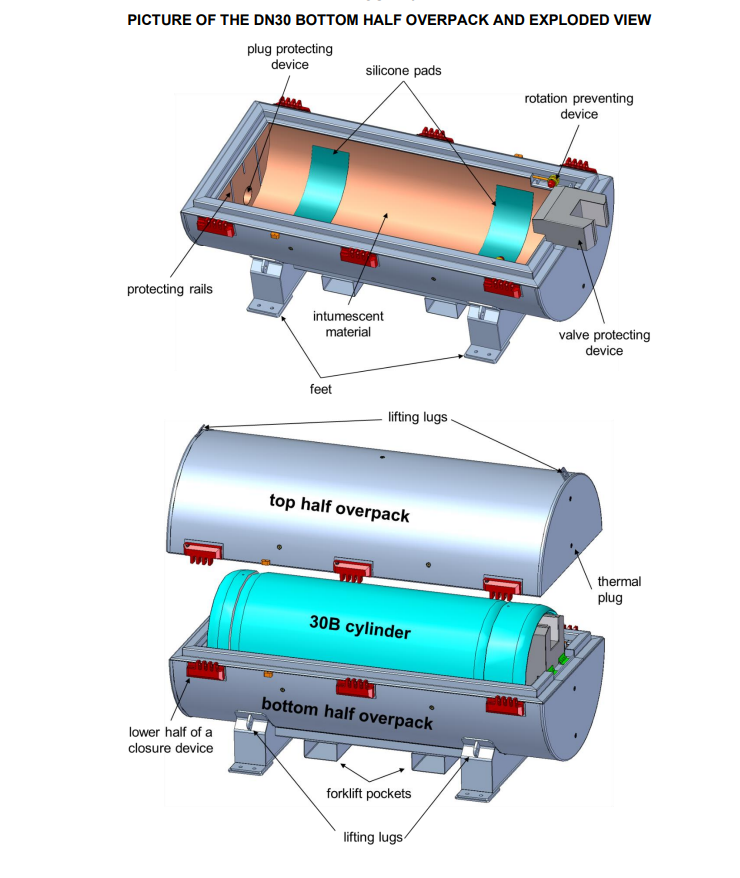 PICTURE OF THE DN30 BOTTOM HALF OVERPACK AND EXPLODED VIEW
plug protecting
device
silicone pads
rotation preventing
device
protecting rails
intumescent
material
valve protecting
device
feet
lifting lugs
top half overpack
thermal
plug
30B cylinder
bottom half overpack
lower half of a
closure device
forklift pockets
lifting lugs